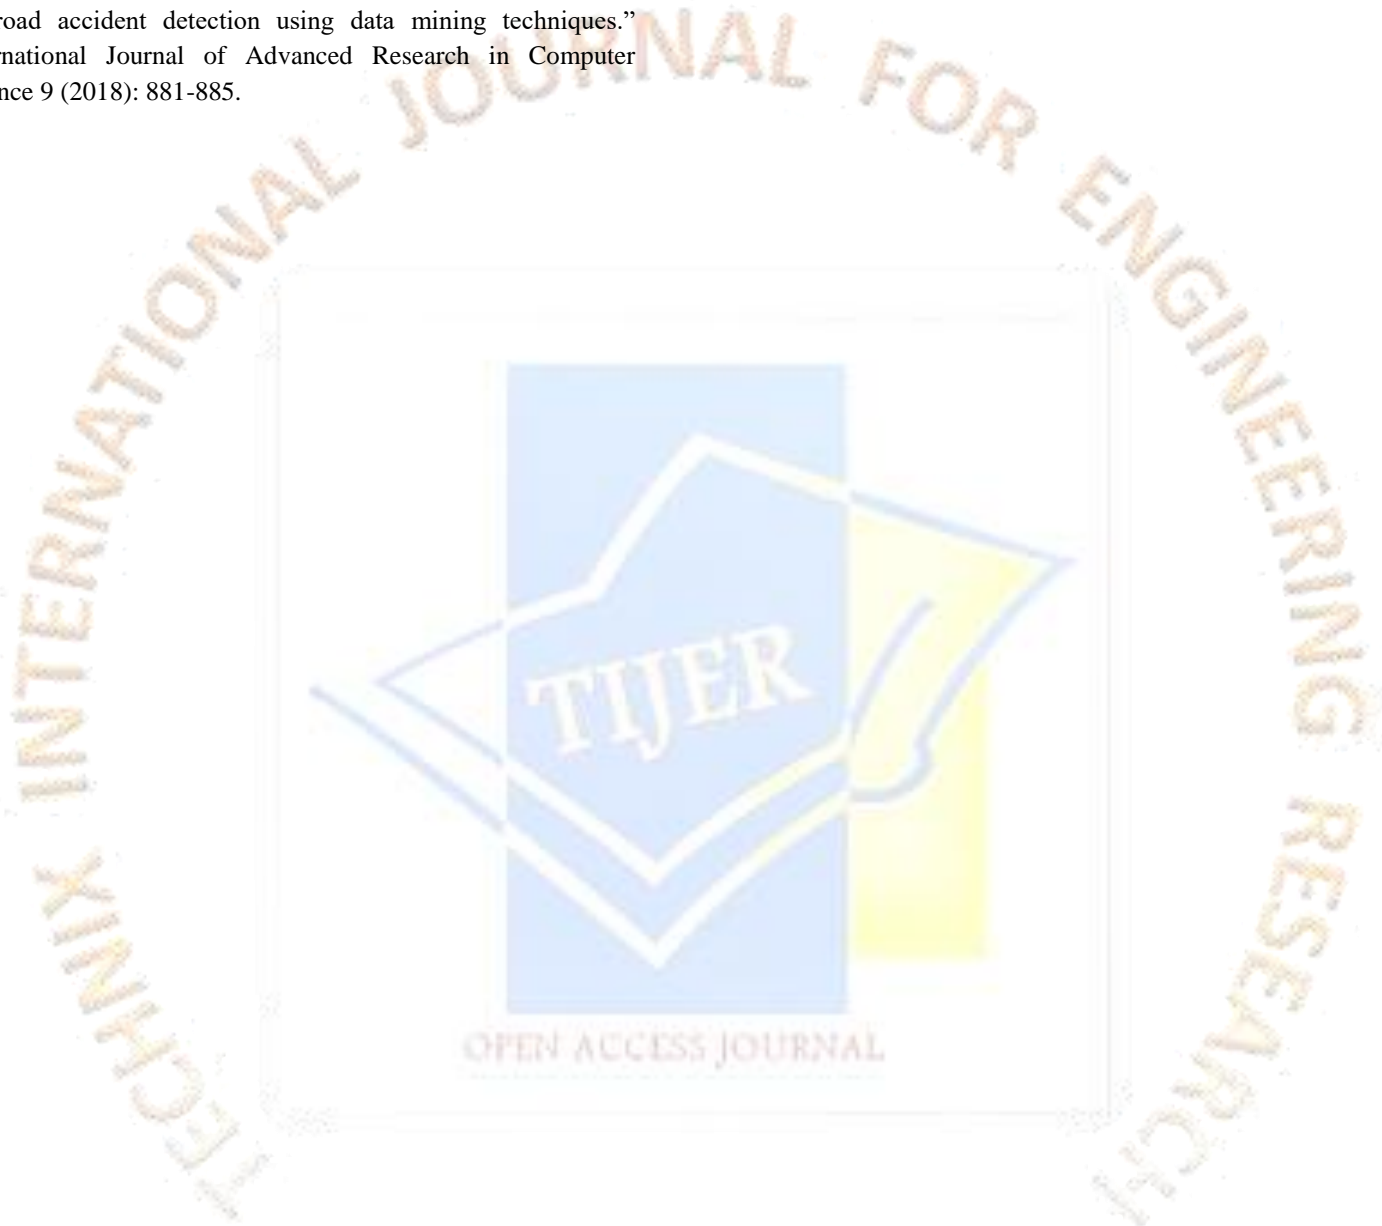 road accident detection using data mining techniques.”
rnational Journal of Advanced Research in Computer
nce 9 (2018): 881-885.
TECHNIX INTERNATIONAL JOURNAL FOR ENGINEERING RESEARCH
TIJER
OPEN ACCESS JOURNAL